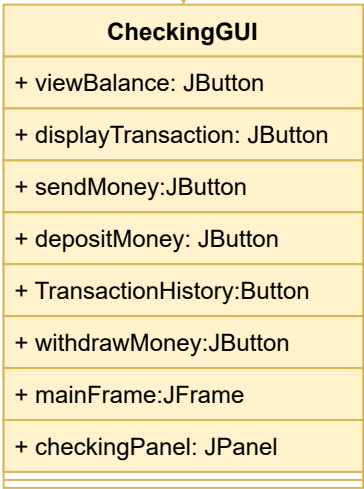 CheckingGUI
+ viewBalance: JButton
+ displayTransaction: JButton
+ sendMoney:JButton
+ depositMoney: JButton
+ TransactionHistory:Button
+ withdrawMoney:JButton
+ mainFrame:JFrame
+ checkingPanel: JPanel